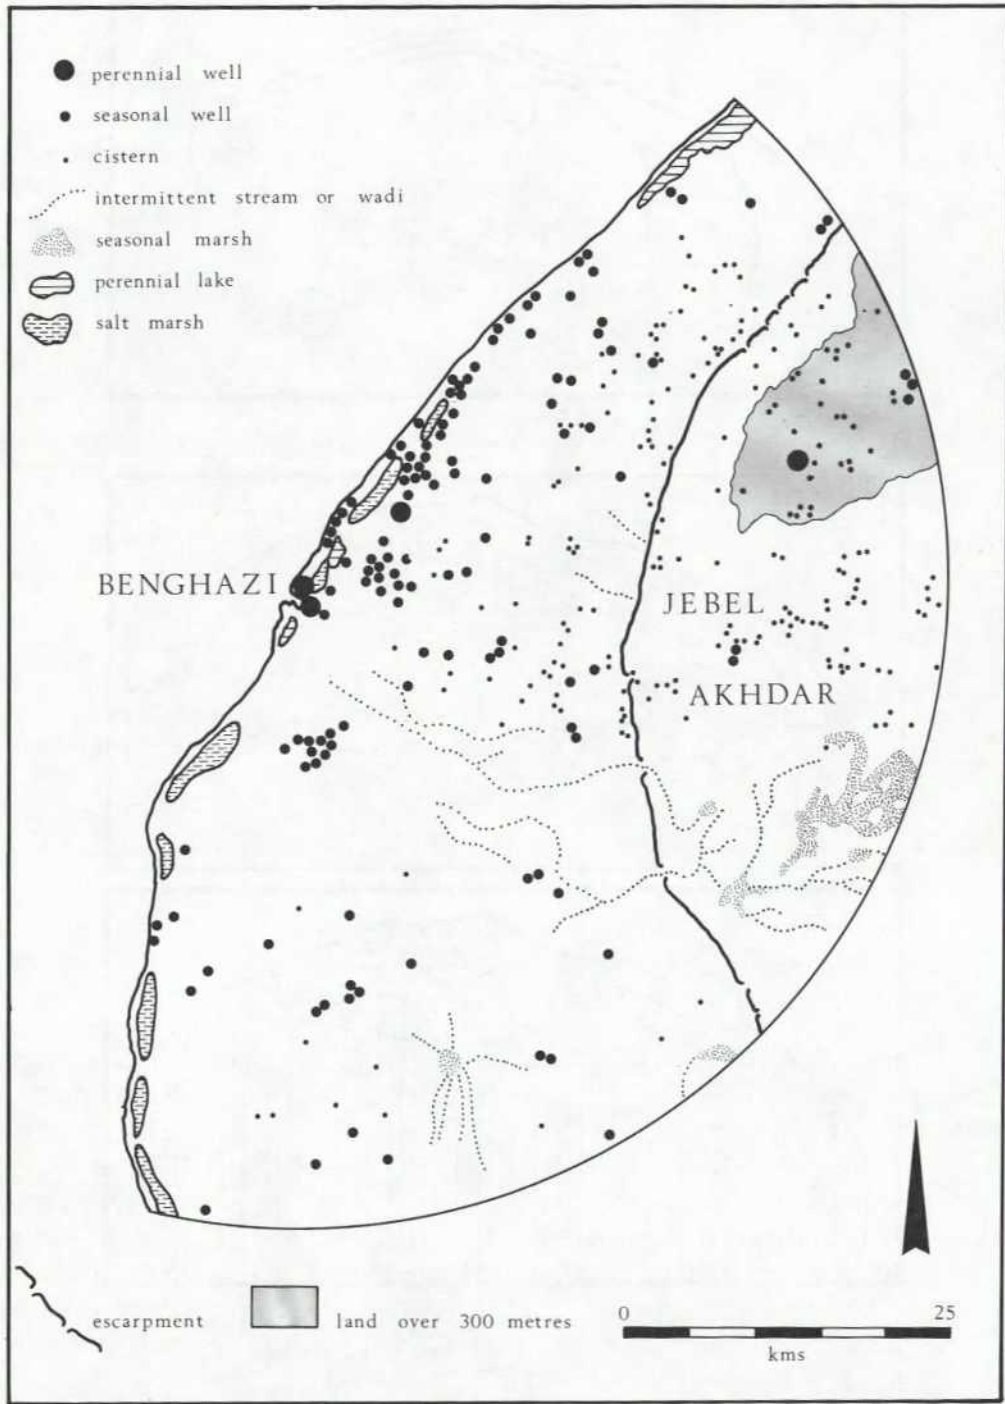 perennial well
seasonal well
cistern
intermittent stream or wadi
seasonal marsh
perennial lake
salt marsh
BENGHAZI
JEBEL
AKHDAR
escarpment
land over 300 metres
0 25
kms